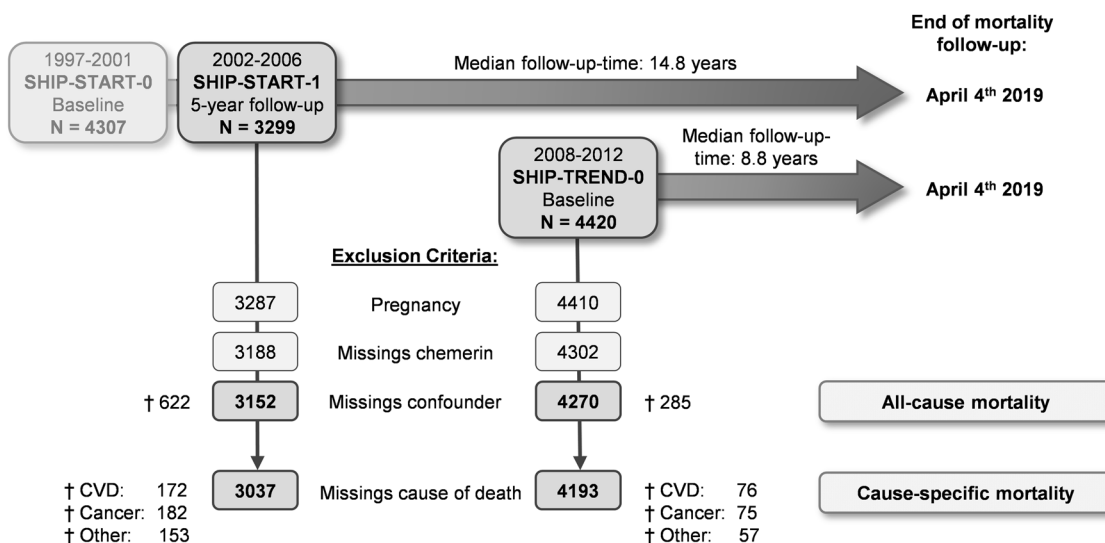 End of mortality
follow-up:
1997-2001
SHIP-START-0
Baseline
N = 4307
2002-2006
SHIP-START-1
5-year follow-up
N = 3299
Median follow-up-time: 14.8 years
April 4th 2019
2008-2012
SHIP-TREND-0
Baseline
N = 4420
Median follow-up-
time: 8.8 years
April 4th 2019
Exclusion Criteria:
3287 Pregnancy 4410
3188 Missings chemerin 4302
† 622 3152 Missings confounder 4270 † 285 All-cause mortality
3037 Missings cause of death 4193 Cause-specific mortality
† CVD: 172
† Cancer: 182
† Other: 153
† CVD: 76
† Cancer: 75
† Other: 57